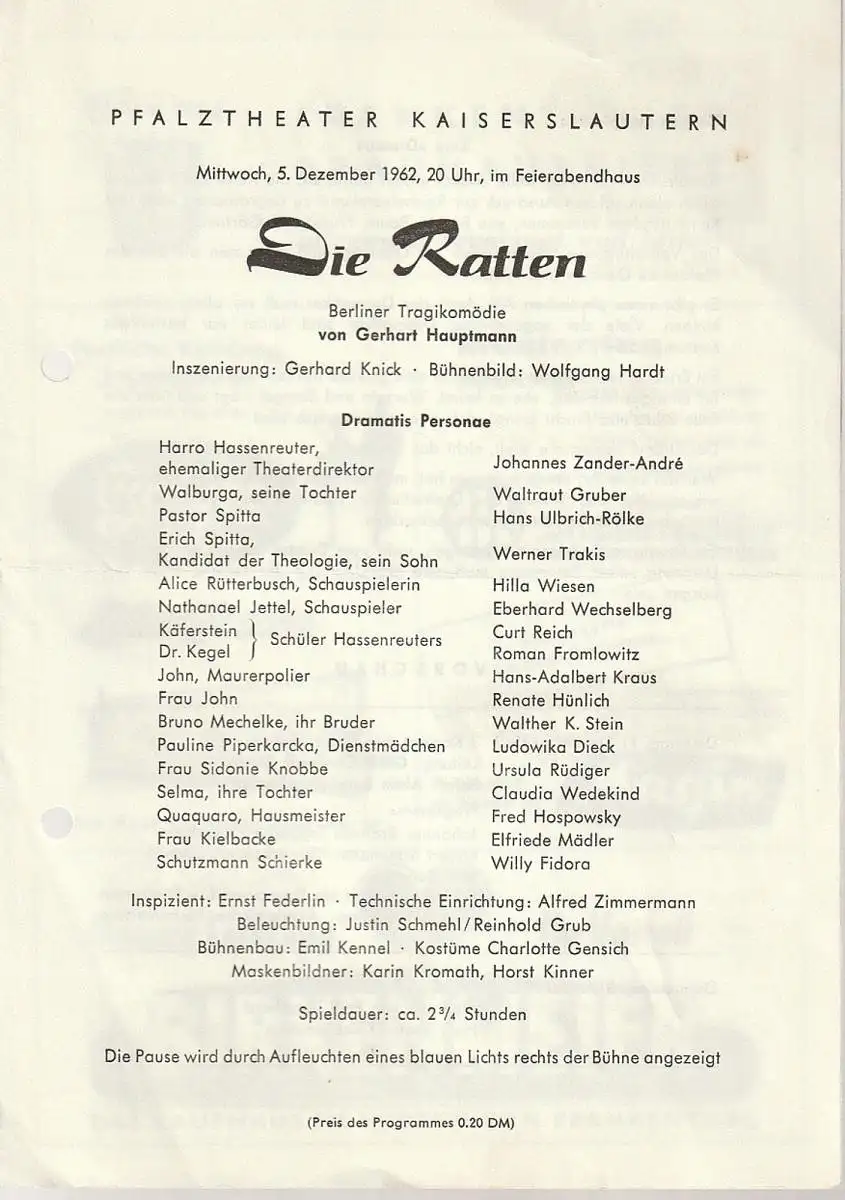 PFALZTHEATER KAISERSLAUTERN
Mittwoch, 5. Dezember 1962, 20 Uhr, im Feierabendhaus
Die Ratten
Berliner Tragikomödie
von Gerhart Hauptmann
Inszenierung: Gerhard Knick · Bühnenbild: Wolfgang Hardt
Dramatis Personae
Harro Hassenreuter,
ehemaliger Theaterdirektor Johannes Zander-André
Walburga, seine Tochter Waltraut Gruber
Pastor Spitta Hans Ulbrich-Rölke
Erich Spitta,
Kandidat der Theologie, sein Sohn Werner Trakis
Alice Rütterbusch, Schauspielerin Hilla Wiesen
Nathanael Jettel, Schauspieler Eberhard Wechselberg
Käferstein } Schüler Hassenreuters Curt Reich
Dr. Kegel Roman Fromlowitz
John, Maurerpolier Hans-Adalbert Kraus
Frau John Renate Hünlich
Bruno Mechelke, ihr Bruder Walther K. Stein
Pauline Piperkarcka, Dienstmädchen Ludowika Dieck
Frau Sidonie Knobbe Ursula Rüdiger
Selma, ihre Tochter Claudia Wedekind
Quaquaro, Hausmeister Fred Hospowsky
Frau Kielbacke Elfriede Mädler
Schutzmann Schierke Willy Fidora
Inspizient: Ernst Federlin · Technische Einrichtung: Alfred Zimmermann
Beleuchtung: Justin Schmehl/Reinhold Grub
Bühnenbau: Emil Kennel · Kostüme Charlotte Gensich
Maskenbildner: Karin Kromath, Horst Kinner
Spieldauer: ca. 2 3/4 Stunden
Die Pause wird durch Aufleuchten eines blauen Lichts rechts der Bühne angezeigt
(Preis des Programmes 0.20 DM)